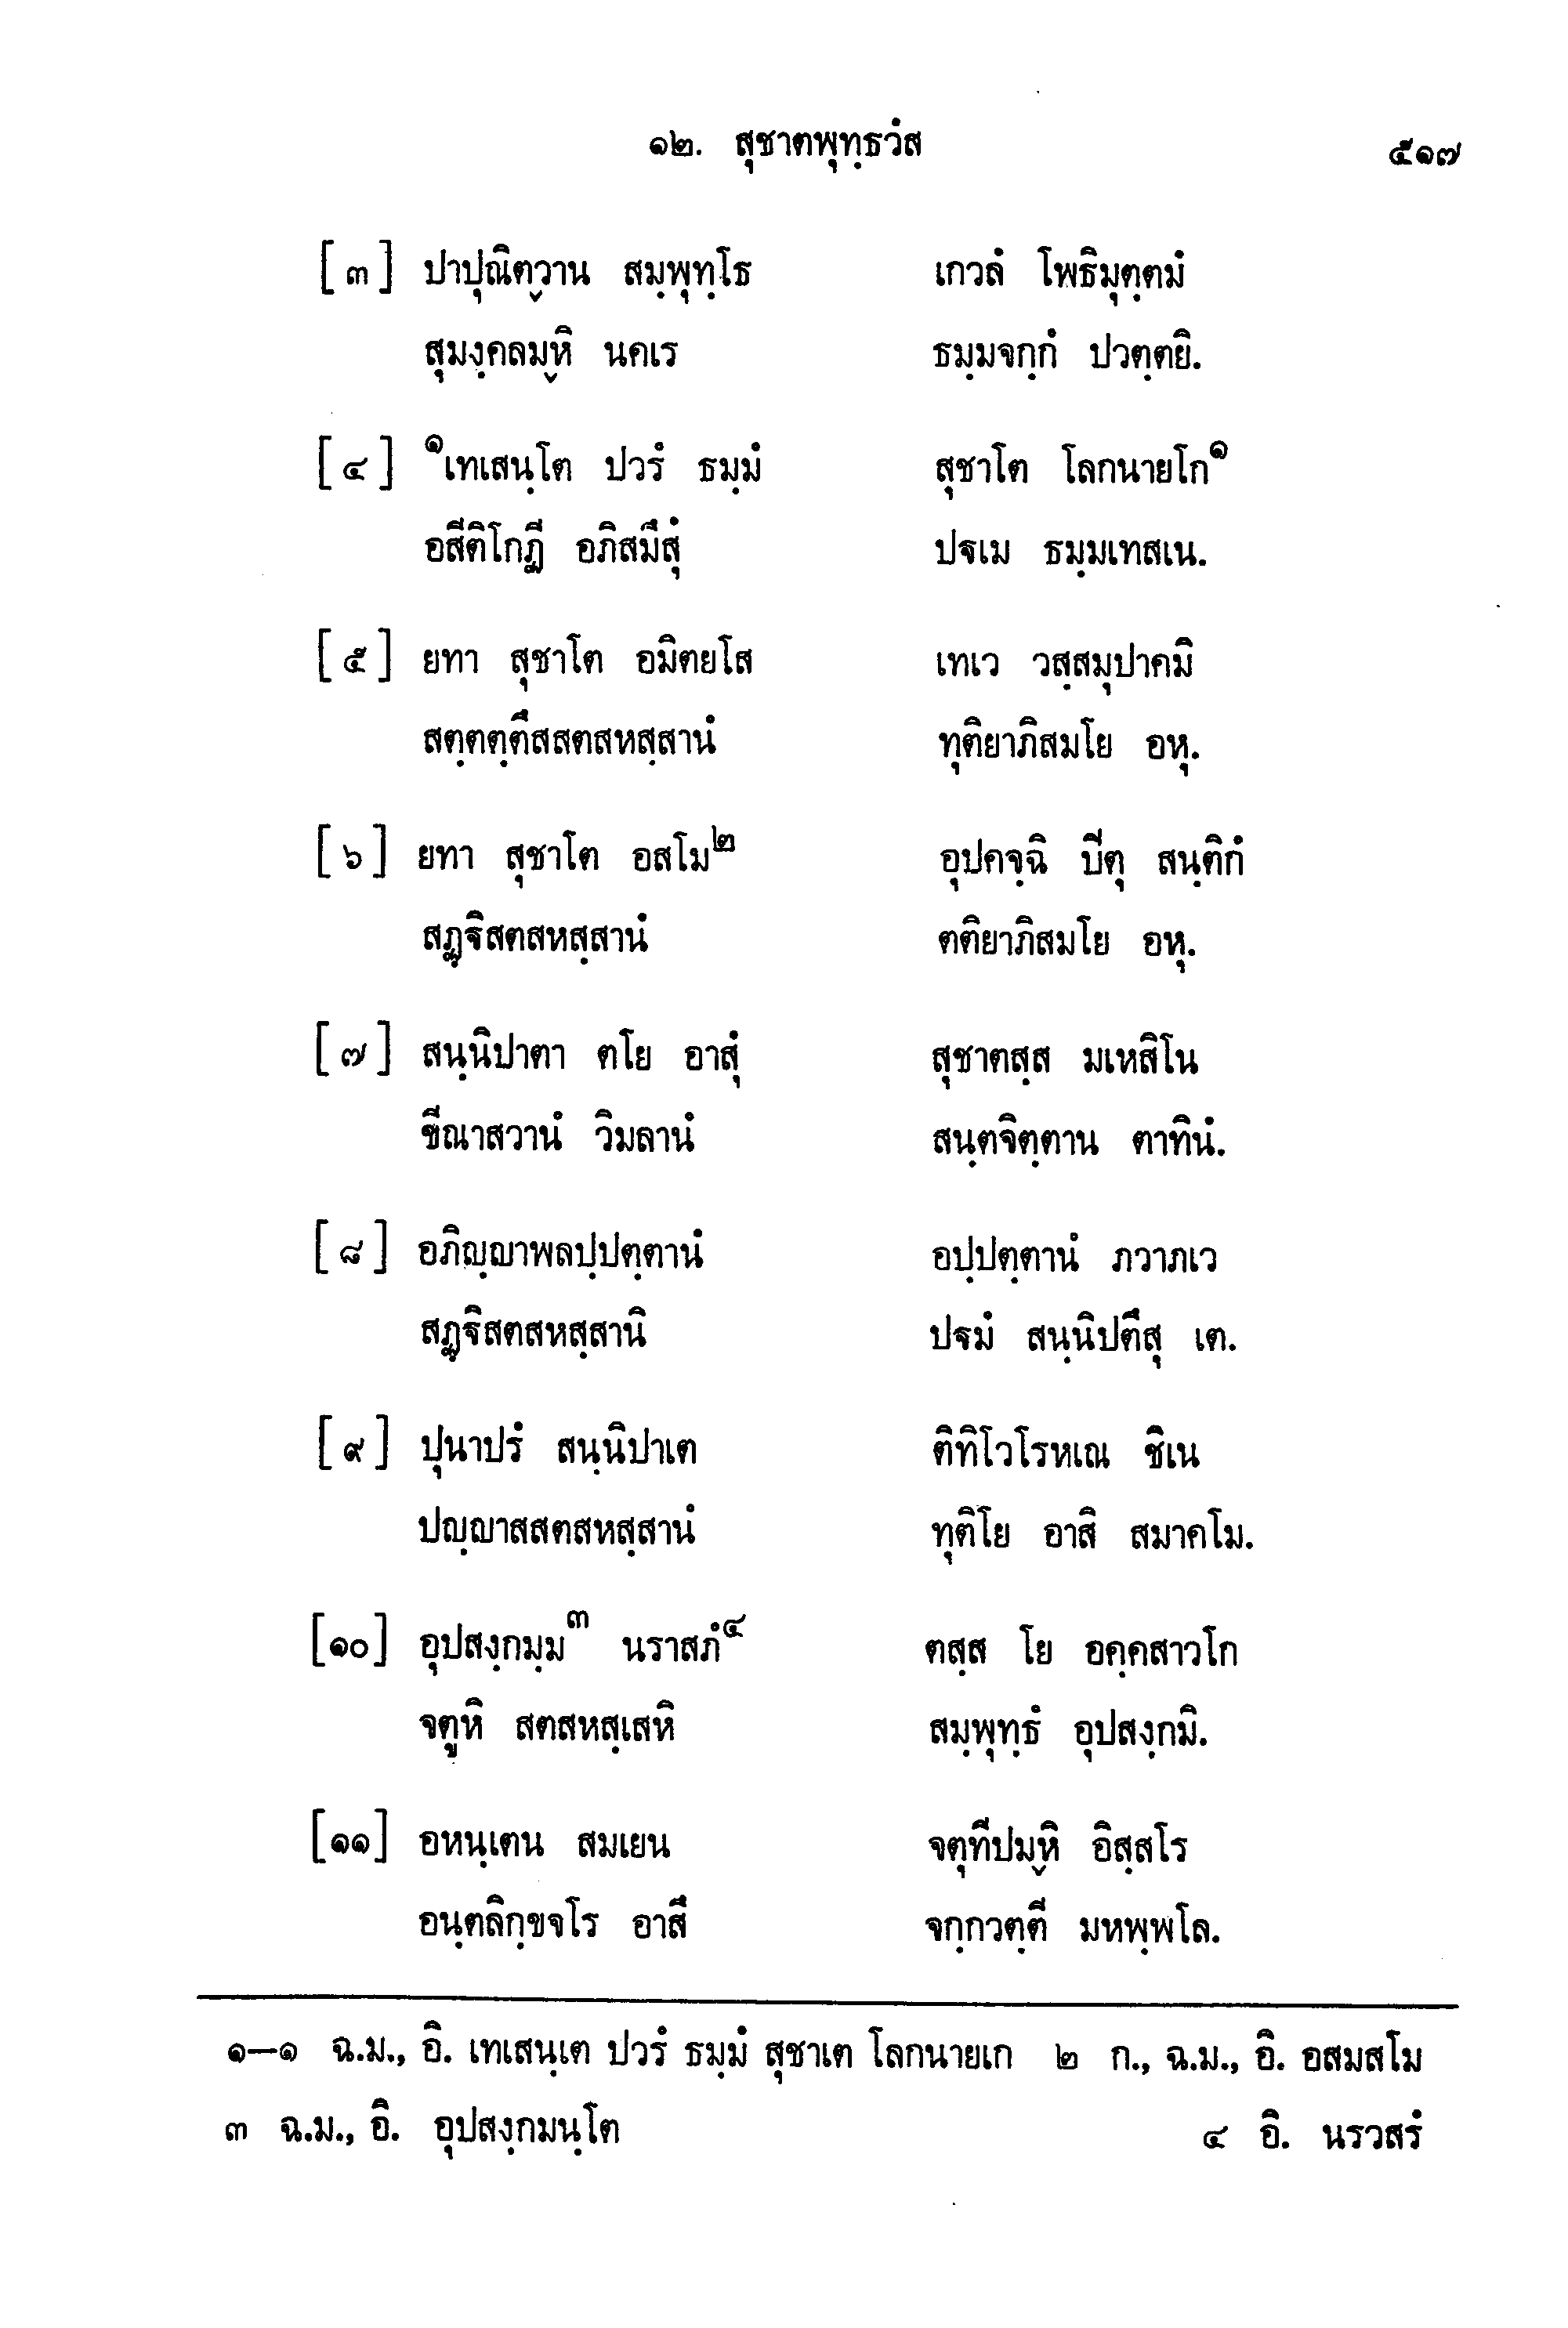 ๑๒. สุชาตพุทฺธวํส ๕๑๗
[๓] ปาปุณิตฺวาน สมฺพุทฺโธ เกวลํ โพธิมุตฺตมํ
สุมงฺคลมฺหิ นคเร ธมฺมจกฺกํ ปวตฺตยิ.
[๔] ๑เทเสนฺโต ปวรํ ธมฺมํ สุชาโต โลกนายโก๑
อสีติโกฏี อภิสมึสุํ ปฐเม ธมฺมเทสเน.
[๕] ยทา สุชาโต อมิตยโส เทเว วสฺสมุปาคมิ
สตฺตตฺตึสสตสหสฺสานํ ทุติยาภิสมโย อหุ.
[๖] ยทา สุชาโต อสโม๒ อุปคจฺฉิ ปีตุ สนฺติกํ
สฏฺฐิสตสหสฺสานํ ตติยาภิสมโย อหุ.
[๗] สนฺนิปาตา ตโย อาสุํ สุชาตสฺส มเหสิโน
ขีณาสวานํ วิมลานํ สนฺตจิตฺตาน ตาทินํ.
[๘] อภิญฺญาพลปฺปตฺตานํ อปฺปตฺตานํ ภวาภเว
สฏฺฐิสตสหสฺสานิ ปฐมํ สนฺนิปตึสุ เต.
[๙] ปุนาปรํ สนฺนิปาเต ติทิโวโรหเณ ชิเน
ปญฺญาสสตสหสฺสานํ ทุติโย อาสิ สมาคโม.
[๑๐] อุปสงฺกมฺม๓ นราสภํ๔ ตสฺส โย อคฺคสาวโก
จตูหิ สตสหสฺเสหิ สมฺพุทฺธํ อุปสงฺกมิ.
[๑๑] อหนฺเตน สมเยน จตุทีปมฺหิ อิสฺสโร
อนฺตลิกฺขจโร อาสึ จกฺกวตฺตี มหพฺพโล.
๑–๑ ฉ.ม., อิ. เทเสนฺเต ปวรํ ธมฺมํ สุชาเต โลกนายเก ๒ ก., ฉ.ม., อิ. อสมสโม
๓ ฉ.ม., อิ. อุปสงฺกมนฺโต ๔ อิ. นรวสรํ